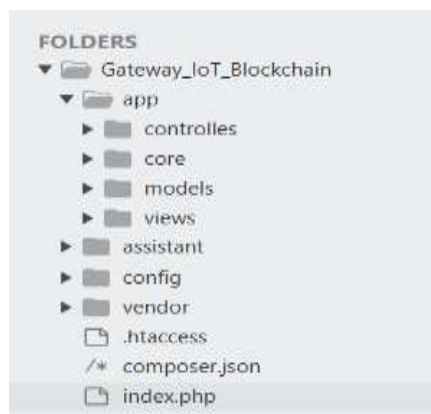 FOLDERS
Gateway_IoT_Blockchain
app
controlles
core
models
views
assistant
config
vendor
.htaccess
/* composer.json
index.php